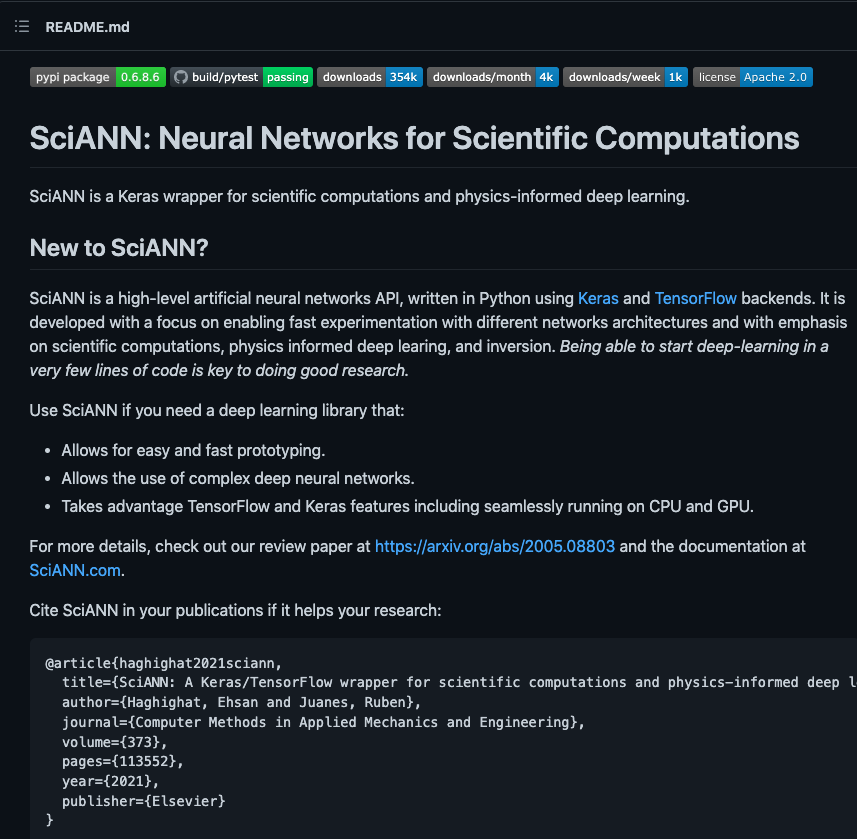 README.md
pypi package 0.6.8.6 build/pytest passing downloads 354k downloads/month 4k downloads/week 1k license Apache 2.0
SciANN: Neural Networks for Scientific Computations
SciANN is a Keras wrapper for scientific computations and physics-informed deep learning.
New to SciANN?
SciANN is a high-level artificial neural networks API, written in Python using Keras and TensorFlow backends. It is
developed with a focus on enabling fast experimentation with different networks architectures and with emphasis
on scientific computations, physics informed deep learing, and inversion. Being able to start deep-learning in a
very few lines of code is key to doing good research.
Use SciANN if you need a deep learning library that:
• Allows for easy and fast prototyping.
• Allows the use of complex deep neural networks.
• Takes advantage TensorFlow and Keras features including seamlessly running on CPU and GPU.
For more details, check out our review paper at https://arxiv.org/abs/2005.08803 and the documentation at
SciANN.com.
Cite SciANN in your publications if it helps your research:
@article{haghighat2021sciann,
title={SciANN: A Keras/TensorFlow wrapper for scientific computations and physics-informed deep
author={Haghighat, Ehsan and Juanes, Ruben},
journal={Computer Methods in Applied Mechanics and Engineering},
volume={373},
pages={113552},
year={2021},
publisher={Elsevier}
}